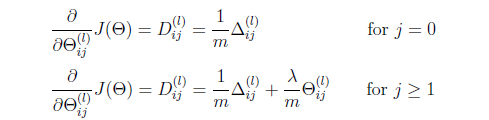 ∂/∂Θ_{ij}^{(l)} J(Θ) = D_{ij}^{(l)} = 1/m Δ_{ij}^{(l)} for j = 0
∂/∂Θ_{ij}^{(l)} J(Θ) = D_{ij}^{(l)} = 1/m Δ_{ij}^{(l)} + λ/m Θ_{ij}^{(l)} for j ≥ 1